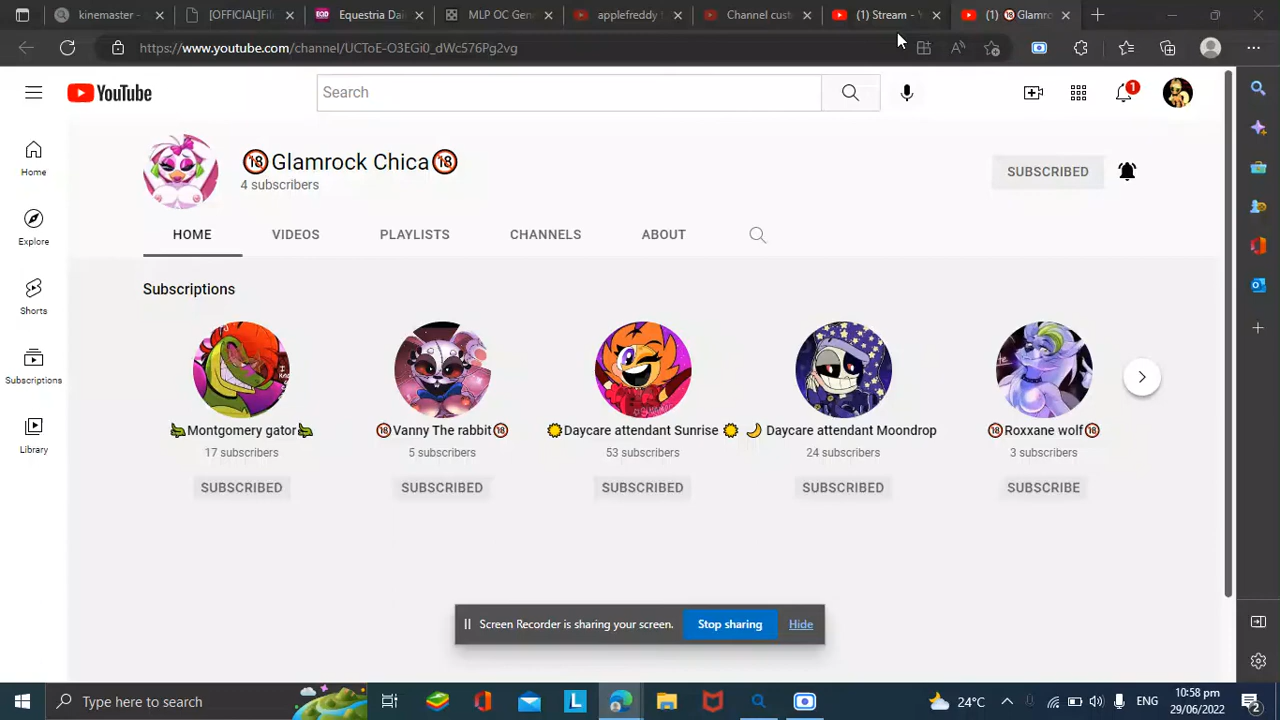 kinemaster -
[OFFICIAL]File
Equestria Dai
MLP OC Gen
applefreddy
Channel cust
(1) Stream - Y
(1) 🔞 Glamro
https://www.youtube.com/channel/UCToE-O3EGi0_dWc576Pg2vg
YouTube
Search
1
🔞Glamrock Chica🔞
4 subscribers
SUBSCRIBED
HOME
VIDEOS
PLAYLISTS
CHANNELS
ABOUT
Home
Explore
Shorts
Subscriptions
Library
Subscriptions
🐊Montgomery gator🐊
🔞Vanny The rabbit🔞
🌞Daycare attendant Sunrise 🌞
🌙 Daycare attendant Moondrop
🔞Roxxane wolf🔞
17 subscribers
5 subscribers
53 subscribers
24 subscribers
3 subscribers
SUBSCRIBED
SUBSCRIBED
SUBSCRIBED
SUBSCRIBED
SUBSCRIBE
Screen Recorder is sharing your screen.
Stop sharing
Hide
Type here to search
L
24°C
ENG
10:58 pm
29/06/2022
2